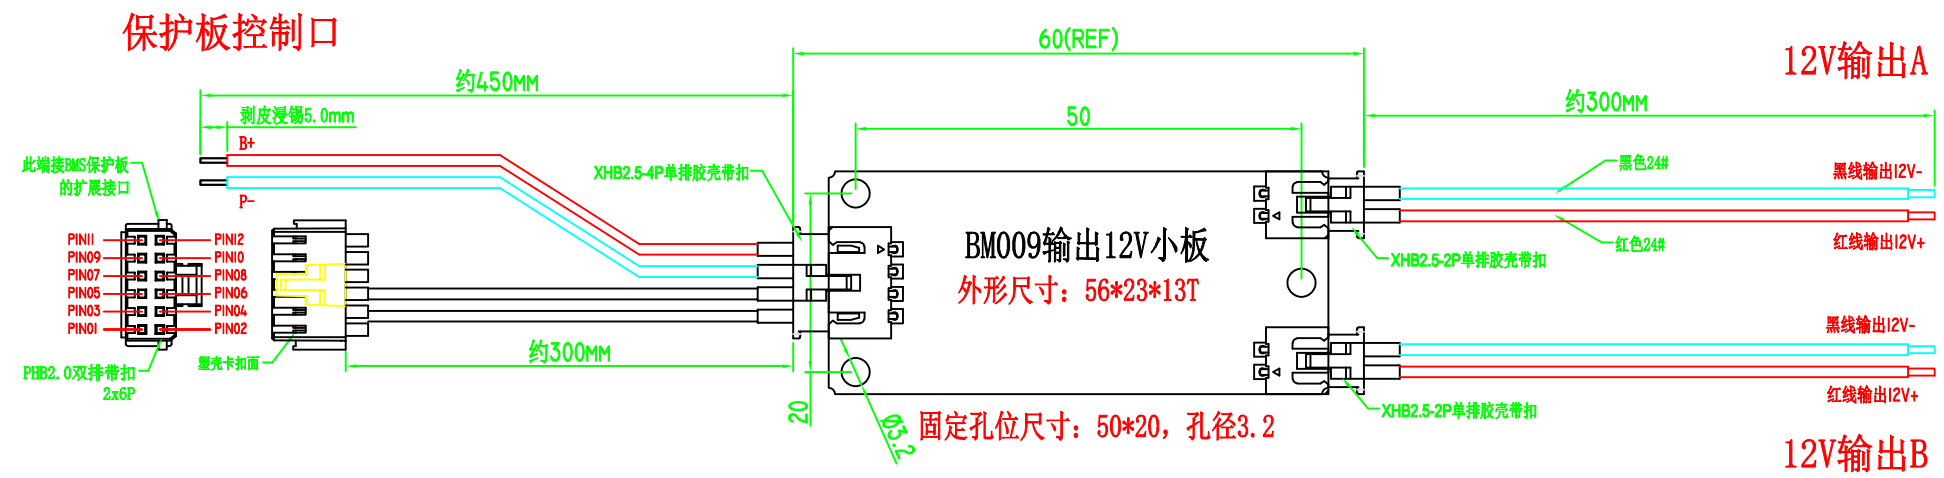 保护板控制口
60(REF)
12V输出A
约450MM
约300MM
剥皮浸锡5.0mm
50
B+
此端接BMS保护板
的扩展接口
XHB2.5-4P单排胶壳带扣
黑色24#
黑线输出12V-
P-
PIN11
PIN12
PIN09
PIN10
PIN07
PIN08
PIN05
PIN06
PIN03
PIN04
PIN01
PIN02
BM009输出12V小板
外形尺寸：56*23*13T
红色24#
红线输出12V+
XHB2.5-2P单排胶壳带扣
黑线输出12V-
塑壳卡扣面
约300MM
PHB2.0双排带扣
2x6P
20
Ø3.2
固定孔位尺寸：50*20，孔径3.2
XHB2.5-2P单排胶壳带扣
红线输出12V+
12V输出B